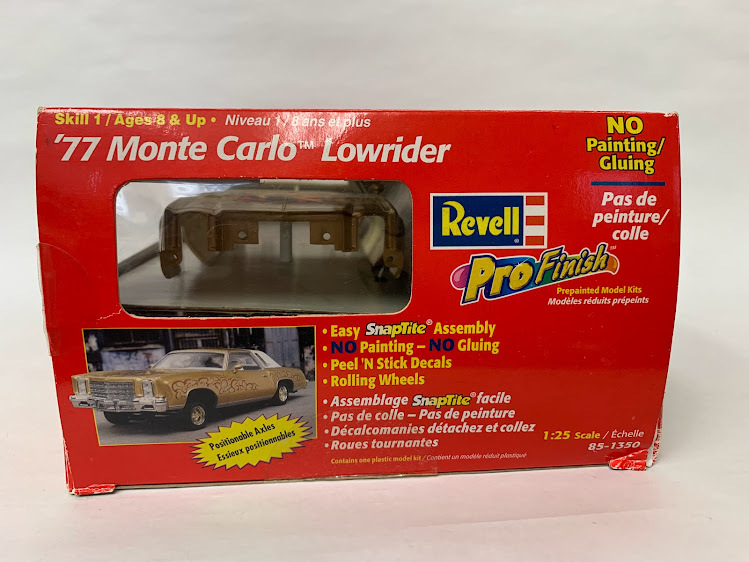 Skill 1 / Ages 8 & Up • Niveau 1 / 8 ans et plus
'77 Monte Carlo™ Lowrider
NO
Painting/
Gluing
Pas de
peinture/
colle
Revell®
Pro Finish™
Prepainted Model Kits
Modèles réduits prépeints
• Easy SnapTite® Assembly
• NO Painting – NO Gluing
• Peel 'N Stick Decals
• Rolling Wheels
• Assemblage SnapTite® facile
• Pas de colle – Pas de peinture
• Décalcomanies détachez et collez
• Roues tournantes
Positionable Axles
Essieux positionnables
1:25 Scale / Échelle
85-1350
Contains one plastic model kit / Contient un modèle réduit plastique